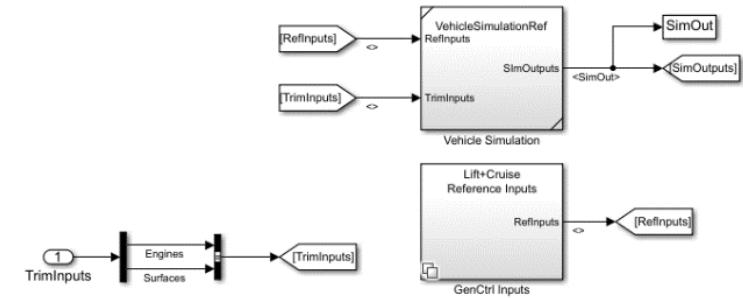 VehicleSimulationRef
SimOut
[RefInputs]
RefInputs
<>
SImOutputs
<SimOut>
[SimOutputs]
[TrimInputs]
TrimInputs
<>
Vehicle Simulation
Lift+Cruise
Reference Inputs
RefInputs
[RefInputs]
<>
1
Engines
[TrimInputs]
TrimInputs
Surfaces
GenCtrl Inputs